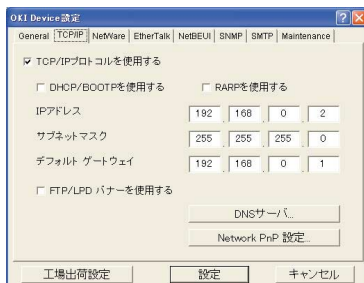 OKI Device設定
General TCP/IP NetWare EtherTalk NetBEUI SNMP SMTP Maintenance
TCP/IPプロトコルを使用する
DHCP/BOOTPを使用する RARPを使用する
IPアドレス 192 . 168 . 0 . 2
サブネットマスク 255 . 255 . 255 . 0
デフォルト ゲートウェイ 192 . 168 . 0 . 1
FTP/LPD バナーを使用する
DNSサーバ...
Network PnP 設定...
工場出荷設定 設定 キャンセル